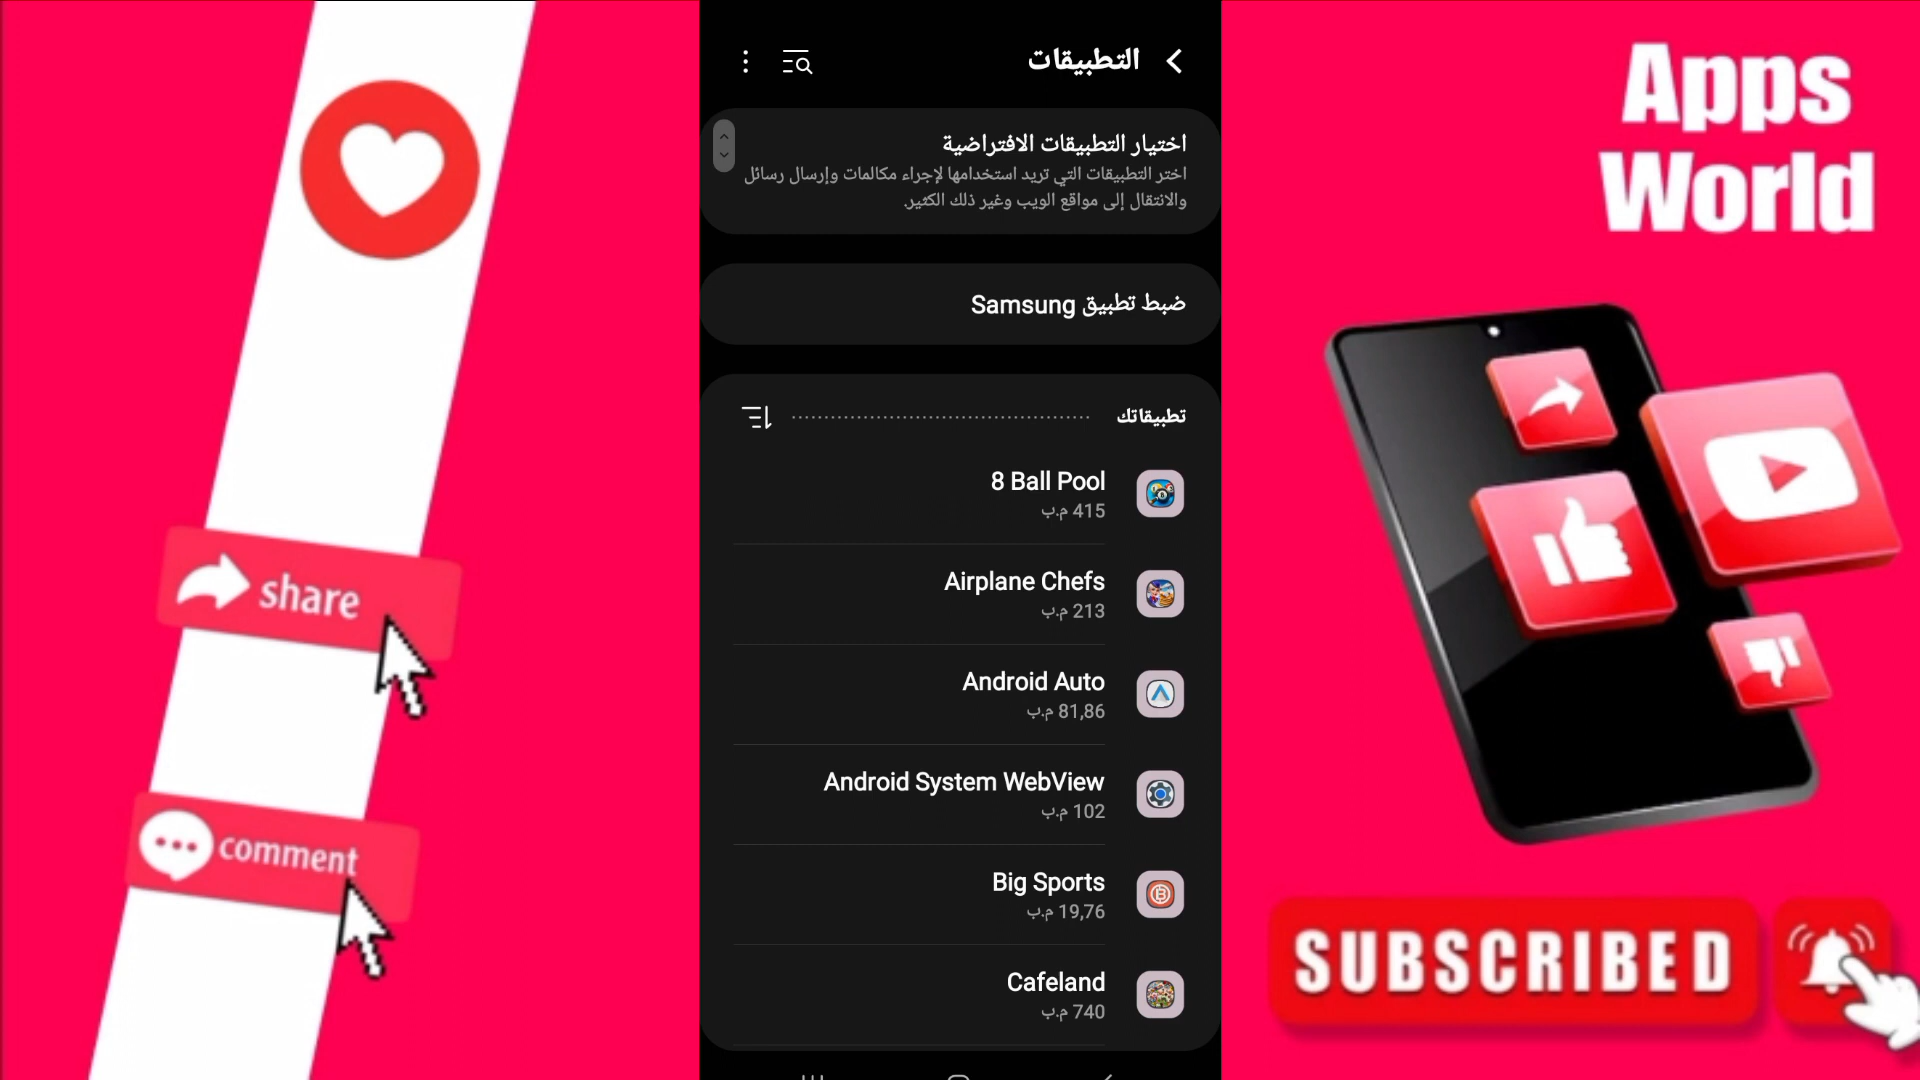 التطبيقات
اختيار التطبيقات الافتراضية
اختر التطبيقات التي تريد استخدامها لإجراء مكالمات وإرسال رسائل
والانتقال إلى مواقع الويب وغير ذلك الكثير.
ضبط تطبيق Samsung
تطبيقاتك
8 Ball Pool
415 م.ب
Airplane Chefs
213 م.ب
Android Auto
81,86 م.ب
Android System WebView
102 م.ب
Big Sports
19,76 م.ب
Cafeland
740 م.ب
share
comment
Apps
World
SUBSCRIBED